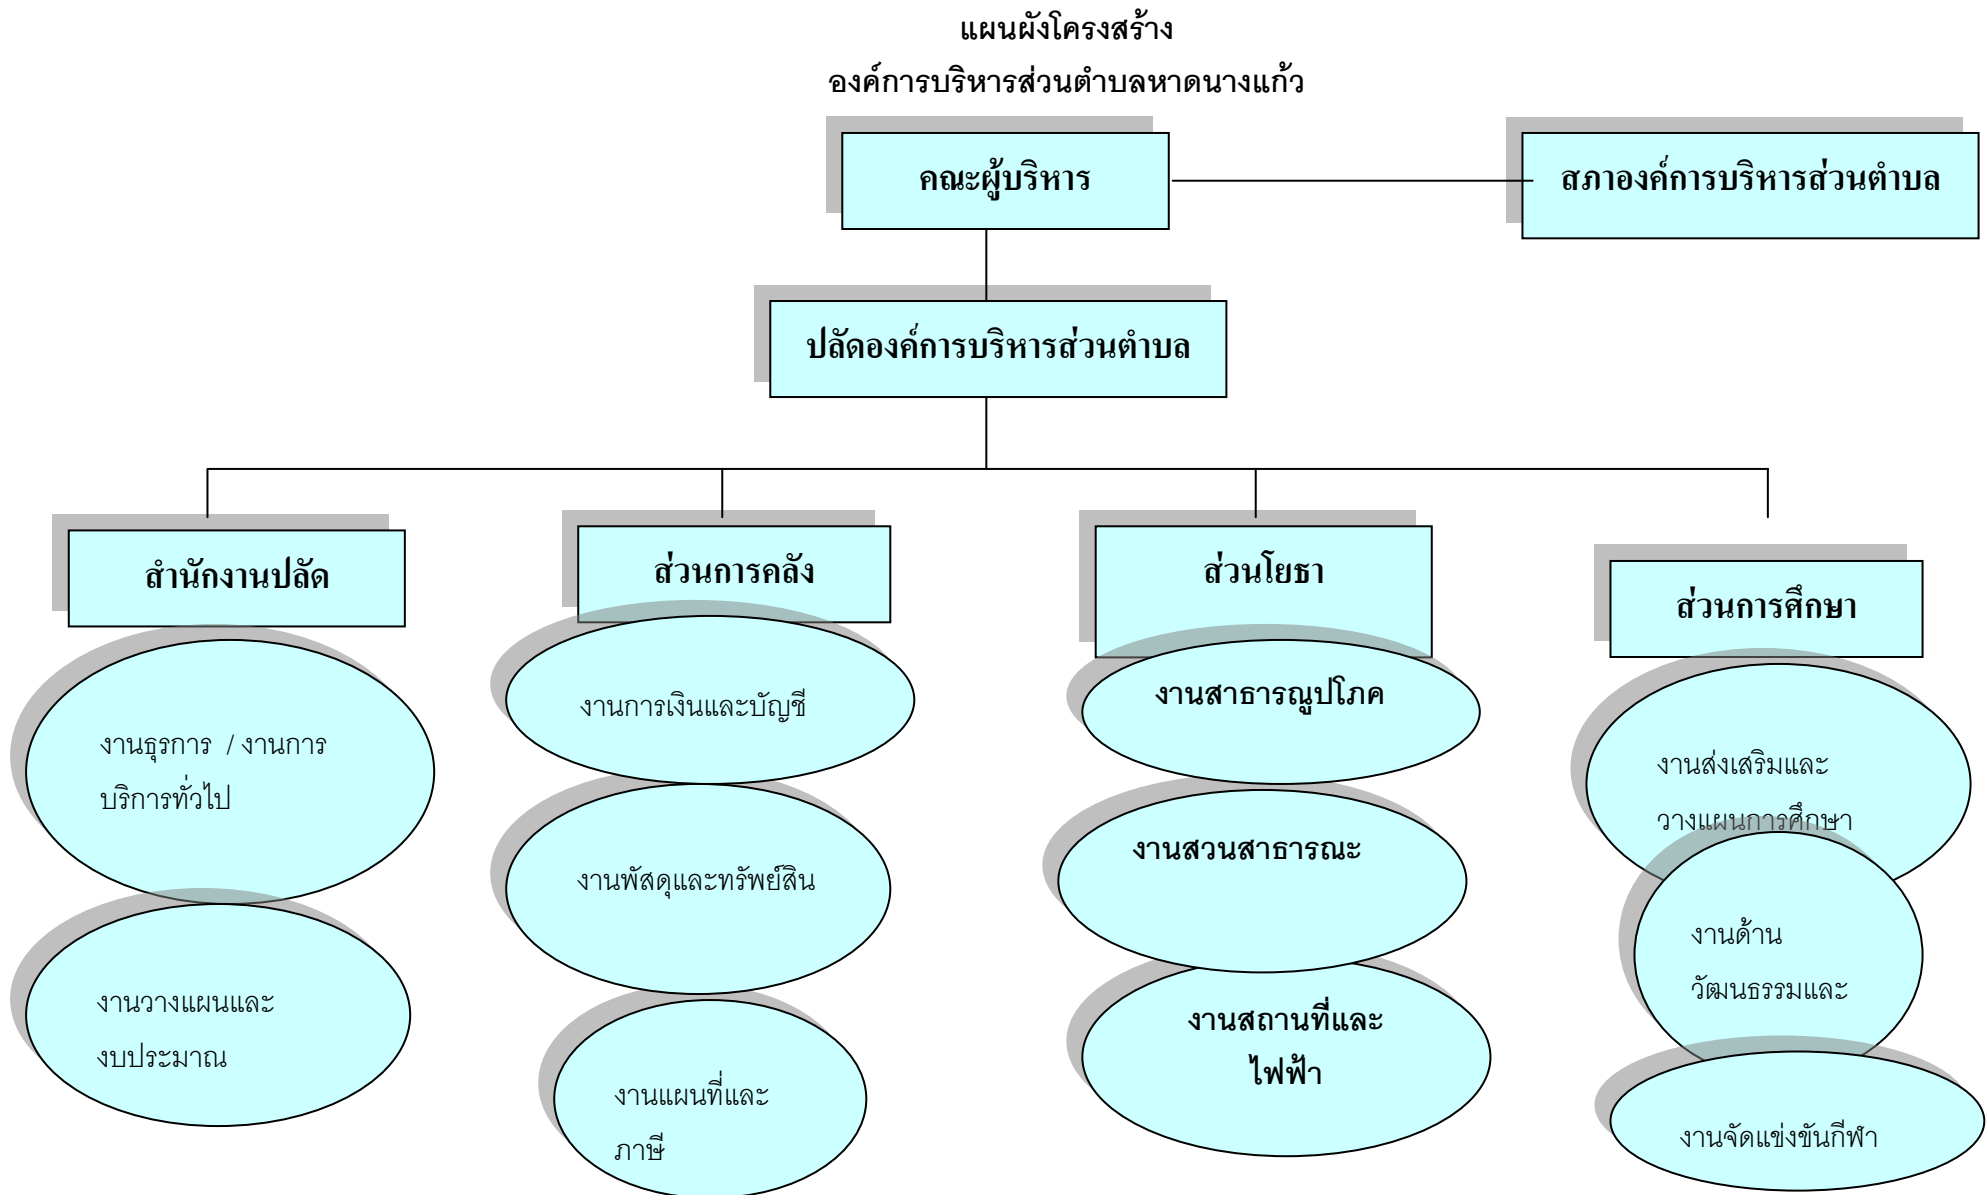 แผนผังโครงสร้าง
องค์การบริหารส่วนตำบลหาดนางแก้ว
คณะผู้บริหาร
สภาองค์การบริหารส่วนตำบล
ปลัดองค์การบริหารส่วนตำบล
สำนักงานปลัด
งานธุรการ / งานการ
บริการทั่วไป
งานวางแผนและ
งบประมาณ
ส่วนการคลัง
งานการเงินและบัญชี
งานพัสดุและทรัพย์สิน
งานแผนที่และ
ภาษี
ส่วนโยธา
งานสาธารณูปโภค
งานสวนสาธารณะ
งานสถานที่และ
ไฟฟ้า
ส่วนการศึกษา
งานส่งเสริมและ
วางแผนการศึกษา
งานด้าน
วัฒนธรรมและ
งานจัดแข่งขันกีฬา